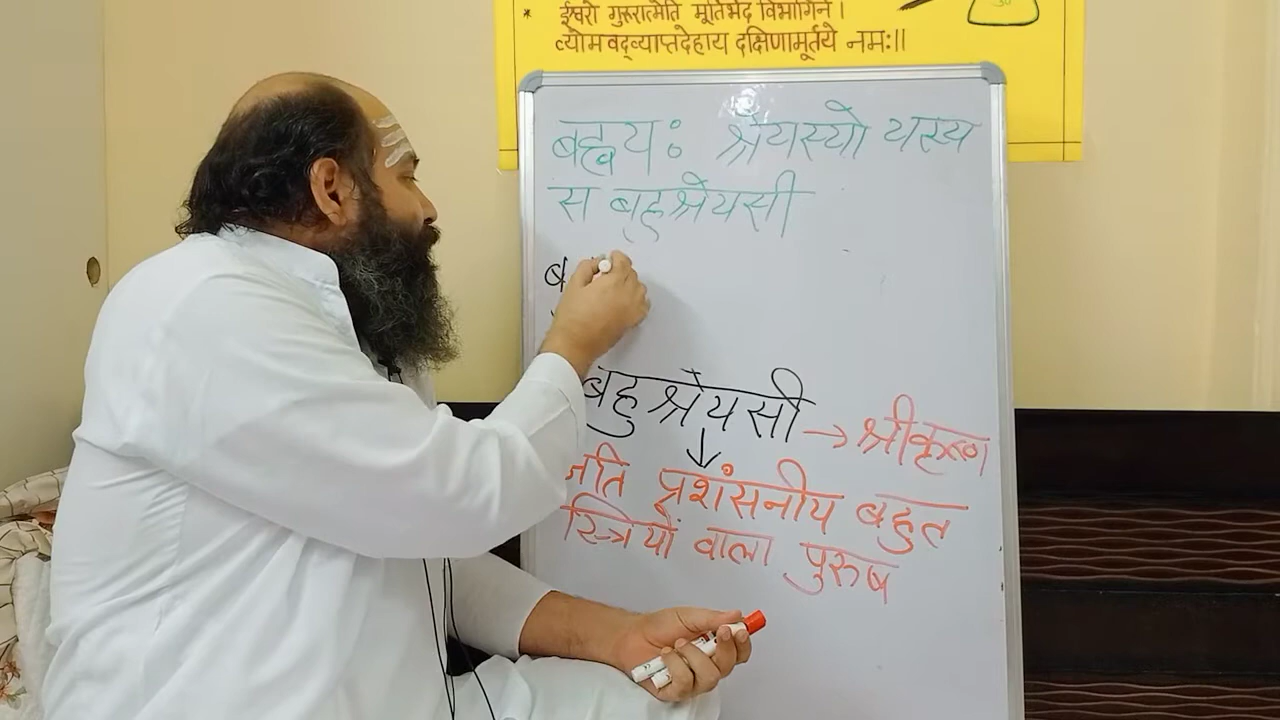 * ईश्वरो गुरुरात्मेति मूर्तिभेद विभागिने।
व्योमवद्व्याप्तदेहाय दक्षिणामूर्तये नमः॥
बह्वयः श्रेयस्यो यस्य
स बहुश्रेयसी
ब
बहुश्रेयसी → श्रीकृष्ण
↓
अति प्रशंसनीय बहुत
स्त्रियों वाला पुरुष